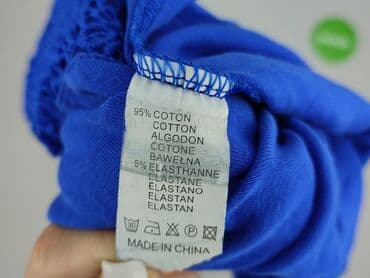 95% COTON
COTTON
ALGODON
COTONE
BAWEŁNA
5% ELASTHANNE
ELASTANE
ELASTANO
ELASTAN
ELASTAN
MADE IN CHINA